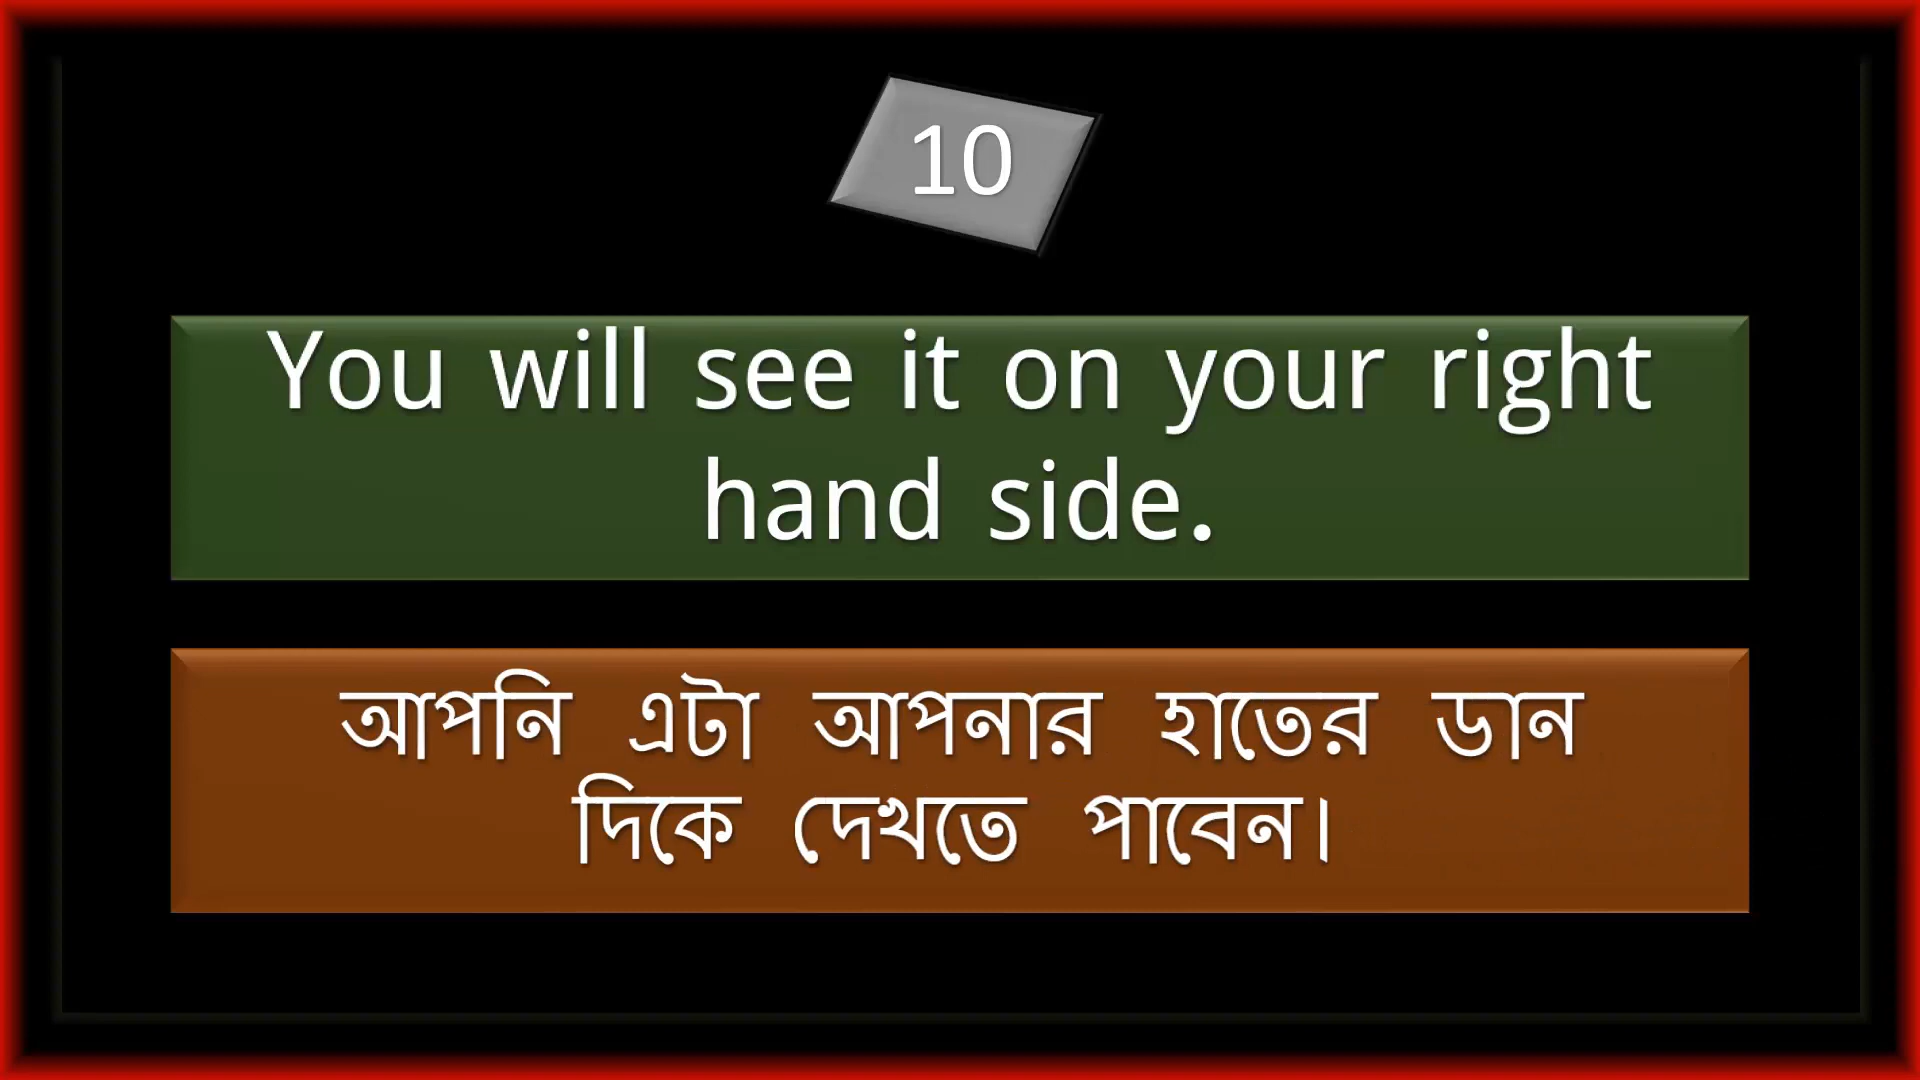 10
You will see it on your right
hand side.
আপনি এটা আপনার হাতের ডান
দিকে দেখতে পাবেন।